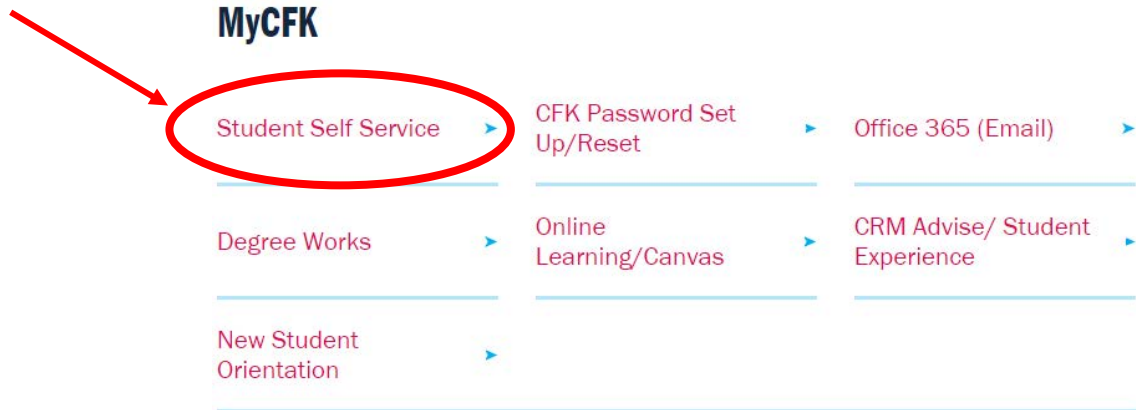 MyCFK
Student Self Service
CFK Password Set
Up/Reset
Office 365 (Email)
Degree Works
Online
Learning/Canvas
CRM Advise/ Student
Experience
New Student
Orientation